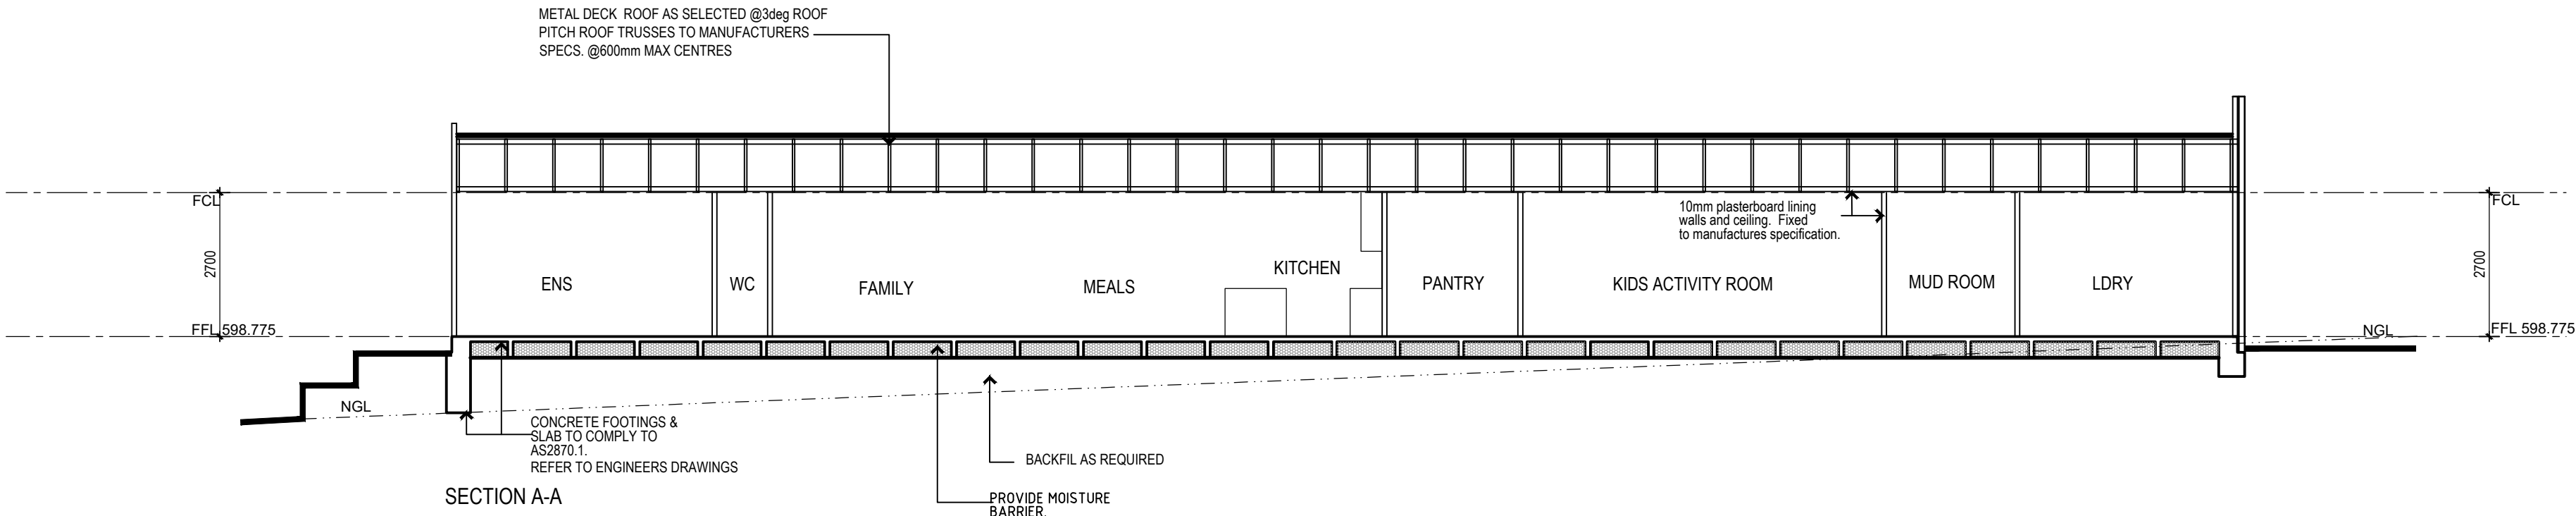 METAL DECK ROOF AS SELECTED @3deg ROOF
PITCH ROOF TRUSSES TO MANUFACTURERS
SPECS. @600mm MAX CENTRES
FCL
FCL
10mm plasterboard lining
walls and ceiling. Fixed
to manufactures specification.
2700
2700
ENS
WC
FAMILY
MEALS
KITCHEN
PANTRY
KIDS ACTIVITY ROOM
MUD ROOM
LDRY
FFL 598.775
NGL
FFL 598.775
NGL
CONCRETE FOOTINGS &
SLAB TO COMPLY TO
AS2870.1.
REFER TO ENGINEERS DRAWINGS
BACKFIL AS REQUIRED
SECTION A-A
PROVIDE MOISTURE
BARRIER.